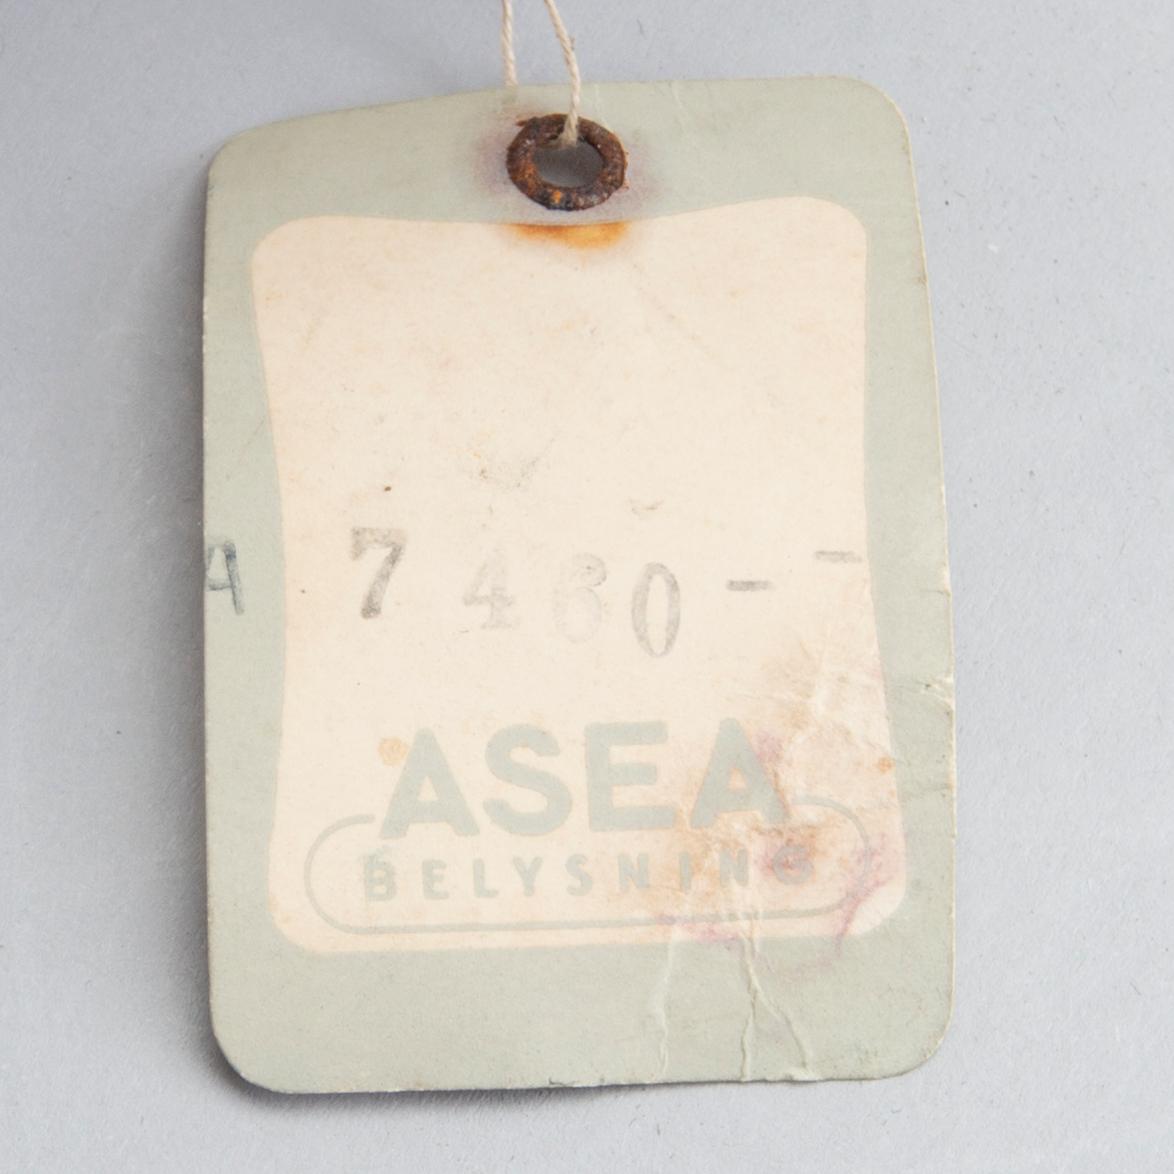 A 7460--
ASEA
BELYSNING